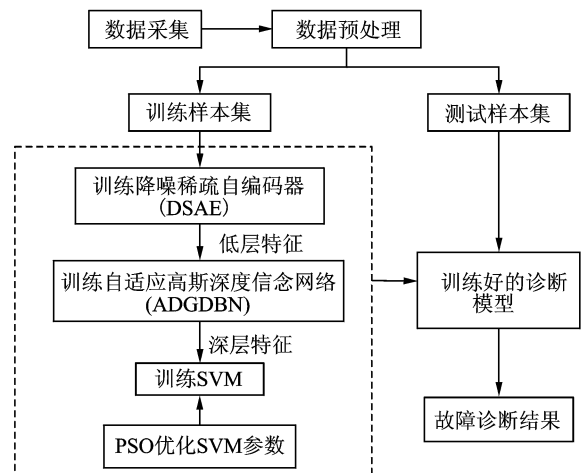 数据采集
数据预处理
训练样本集
测试样本集
训练降噪稀疏自编码器
(DSAE)
低层特征
训练自适应高斯深度信念网络
(ADGDBN)
深层特征
训练SVM
PSO优化SVM参数
训练好的诊断
模型
故障诊断结果